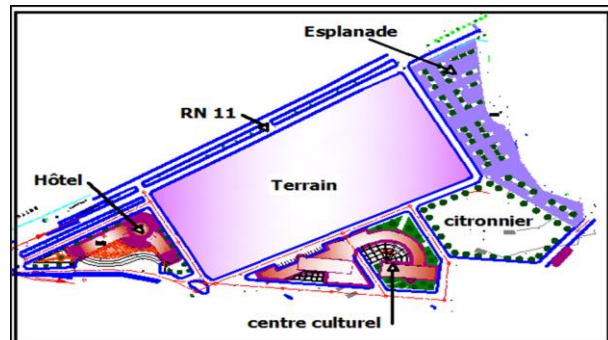 Esplanade
RN 11
Hôtel
Terrain
citronnier
centre culturel